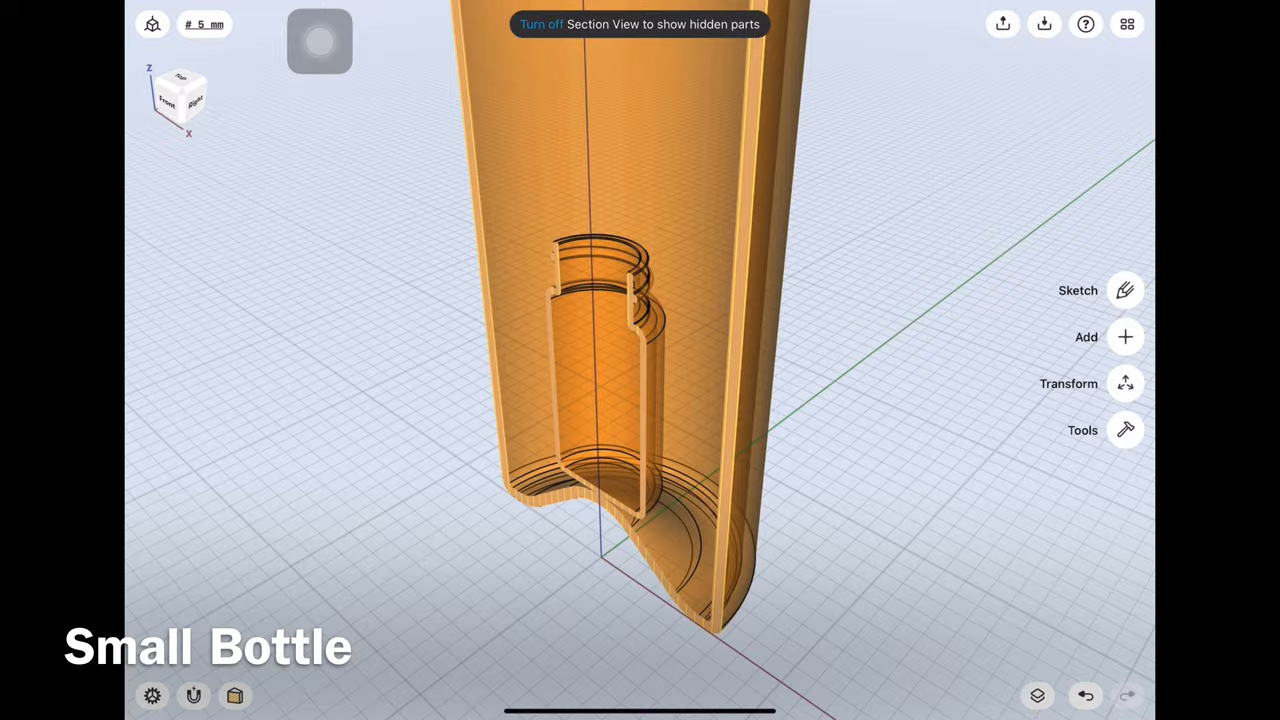 # 5 mm
Turn off Section View to show hidden parts
Z
Top
Front
Right
X
Sketch
Add
Transform
Tools
Small Bottle